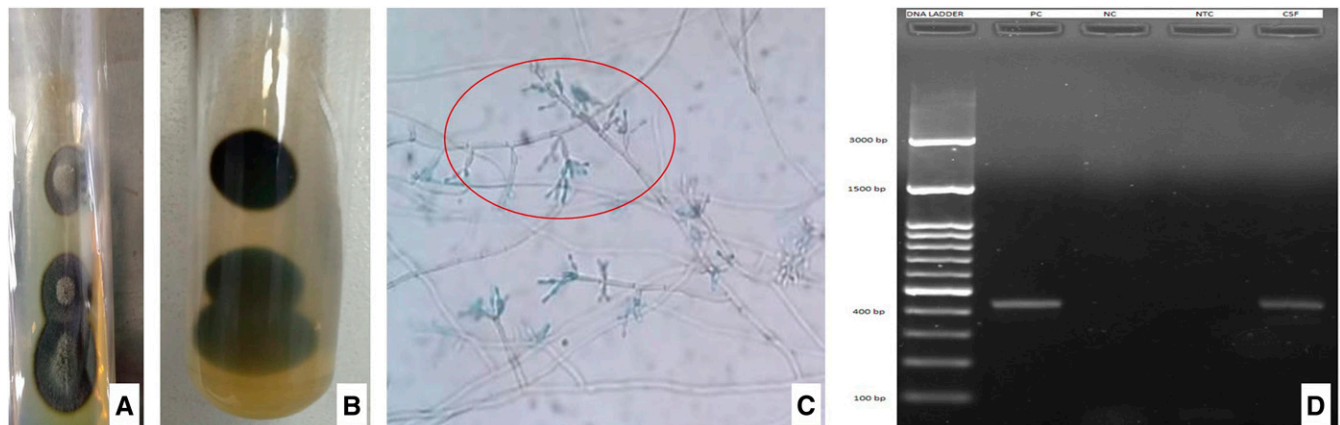 DNA LADDER PC NC NTC CSF
3000 bp
1500 bp
400 bp
100 bp
A B C D